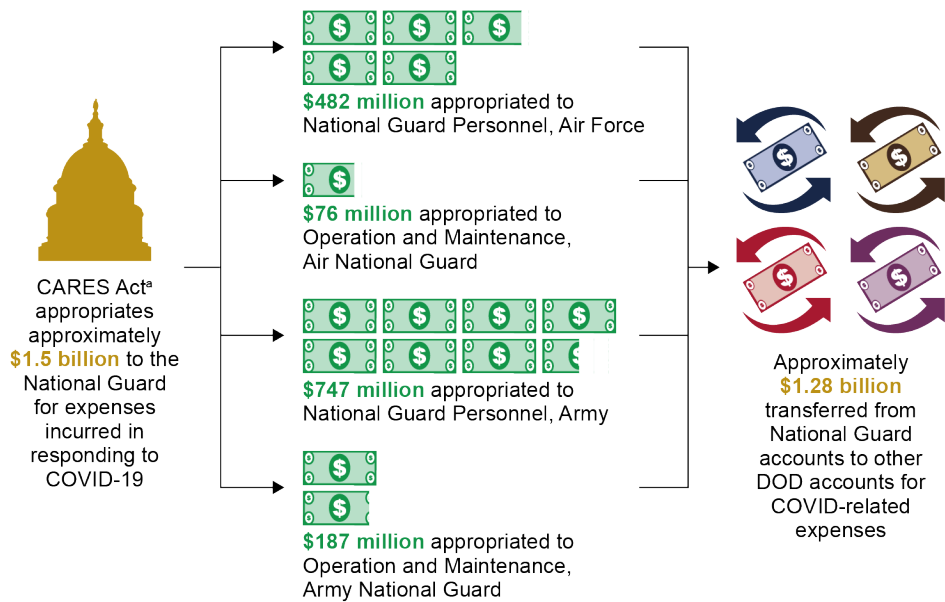 CARES Actᵃ
appropriates
approximately
$1.5 billion to the
National Guard
for expenses
incurred in
responding to
COVID-19
$482 million appropriated to
National Guard Personnel, Air Force
$76 million appropriated to
Operation and Maintenance,
Air National Guard
$747 million appropriated to
National Guard Personnel, Army
$187 million appropriated to
Operation and Maintenance,
Army National Guard
Approximately
$1.28 billion
transferred from
National Guard
accounts to other
DOD accounts for
COVID-related
expenses